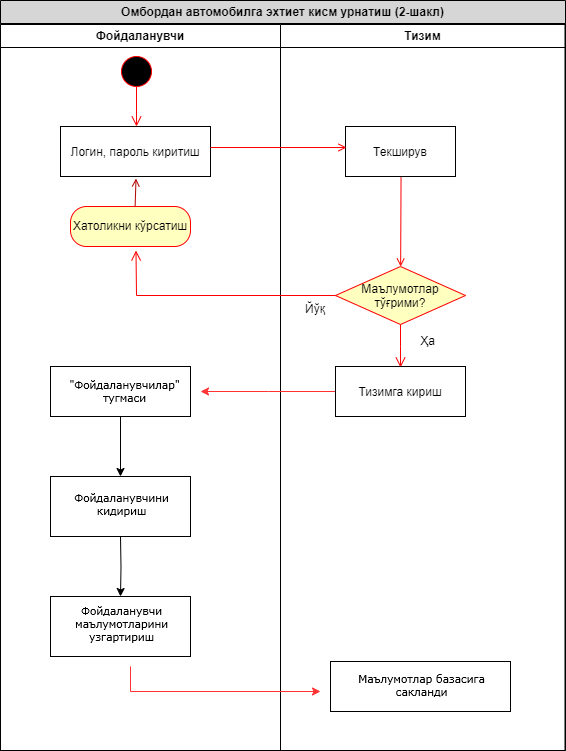 Омбордан автомобилга эхтиет кисм урнатиш (2-шакл)
Фойдаланувчи
Тизим
Логин, пароль киритиш
Текширув
Хатоликни кўрсатиш
Маълумотлар
тўғрими?
Йўқ
Ҳа
"Фойдаланувчилар"
тугмаси
Тизимга кириш
Фойдаланувчини
кидириш
Фойдаланувчи
маълумотларини
узгартириш
Маълумотлар базасига
сакланди